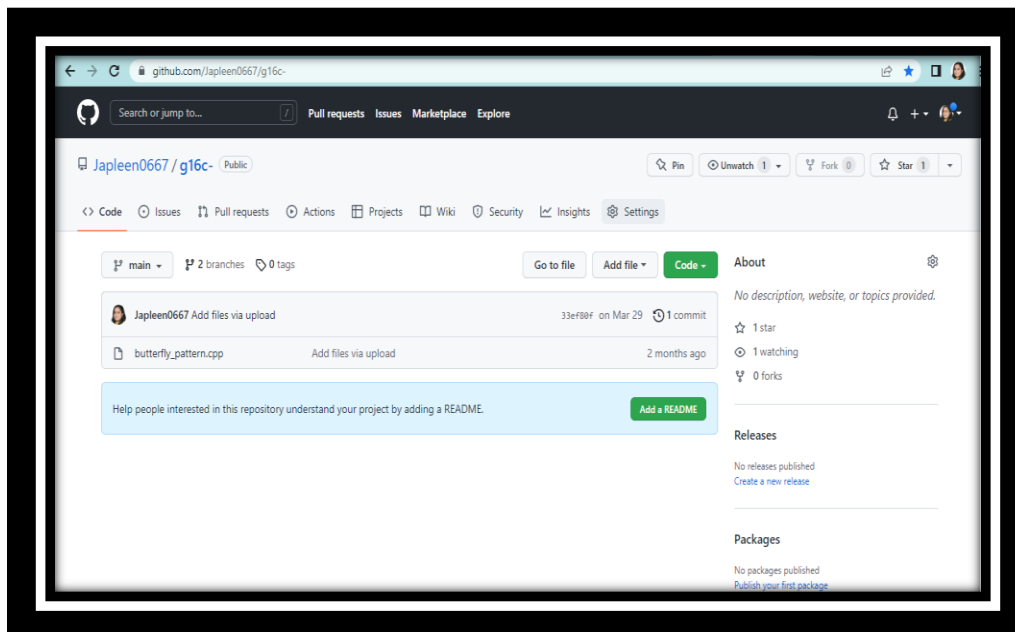 github.com/Japleen0667/g16c-
Search or jump to... / Pull requests Issues Marketplace Explore
Japleen0667 / g16c- Public
Pin Unwatch 1 Fork 0 Star 1
Code Issues Pull requests Actions Projects Wiki Security Insights Settings
main 2 branches 0 tags Go to file Add file Code
Japleen0667 Add files via upload 33ef80f on Mar 29 1 commit
butterfly_pattern.cpp Add files via upload 2 months ago
Help people interested in this repository understand your project by adding a README. Add a README
About
No description, website, or topics provided.
1 star
1 watching
0 forks
Releases
No releases published
Create a new release
Packages
No packages published
Publish your first package